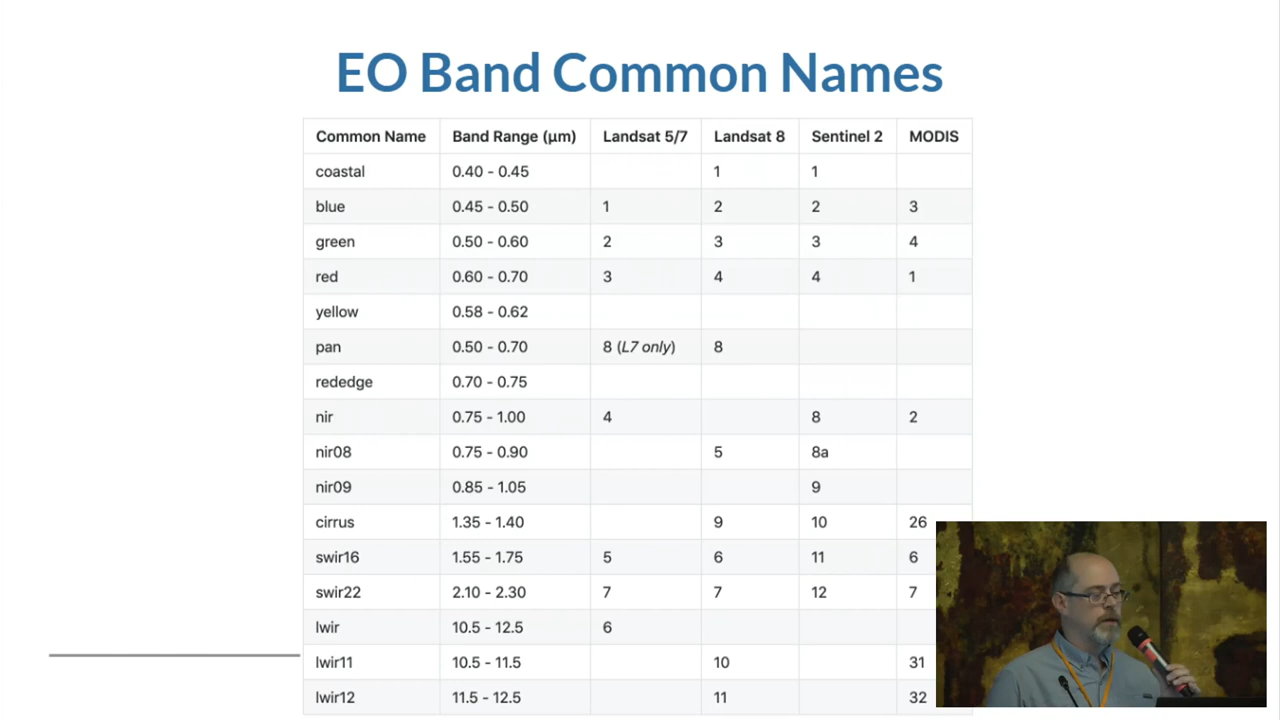 EO Band Common Names
Common Name Band Range (μm) Landsat 5/7 Landsat 8 Sentinel 2 MODIS
coastal 0.40 - 0.45 1 1
blue 0.45 - 0.50 1 2 2 3
green 0.50 - 0.60 2 3 3 4
red 0.60 - 0.70 3 4 4 1
yellow 0.58 - 0.62
pan 0.50 - 0.70 8 (L7 only) 8
rededge 0.70 - 0.75
nir 0.75 - 1.00 4 8 2
nir08 0.75 - 0.90 5 8a
nir09 0.85 - 1.05 9
cirrus 1.35 - 1.40 9 10 26
swir16 1.55 - 1.75 5 6 11 6
swir22 2.10 - 2.30 7 7 12 7
lwir 10.5 - 12.5 6
lwir11 10.5 - 11.5 10 31
lwir12 11.5 - 12.5 11 32